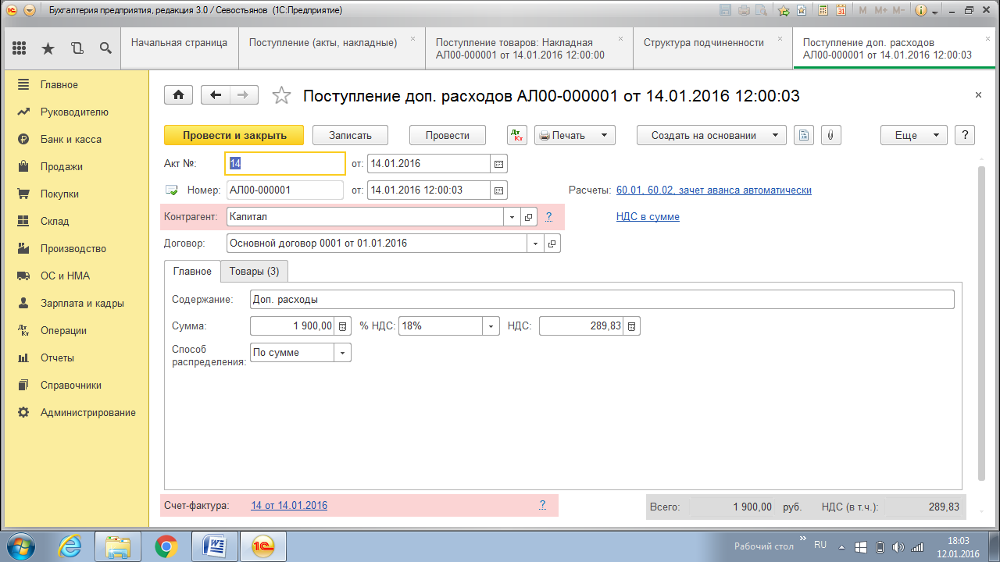 Бухгалтерия предприятия, редакция 3.0 / Севостьянов (1С:Предприятие)
M M+ M-
Начальная страница
Поступление (акты, накладные)
Поступление товаров: Накладная
АЛ00-000001 от 14.01.2016 12:00:00
Структура подчиненности
Поступление доп. расходов
АЛ00-000001 от 14.01.2016 12:00:03
Главное
Руководителю
Банк и касса
Продажи
Покупки
Склад
Производство
ОС и НМА
Зарплата и кадры
Операции
Отчеты
Справочники
Администрирование
Поступление доп. расходов АЛ00-000001 от 14.01.2016 12:00:03
Провести и закрыть
Записать
Провести
Дт Кт
Печать
Создать на основании
Еще
?
Акт №: 14 от: 14.01.2016
Номер: АЛ00-000001 от: 14.01.2016 12:00:03 Расчеты: 60.01, 60.02, зачет аванса автоматически
Контрагент: Капитал ? НДС в сумме
Договор: Основной договор 0001 от 01.01.2016
Главное Товары (3)
Содержание: Доп. расходы
Сумма: 1 900,00 % НДС: 18% НДС: 289,83
Способ
распределения: По сумме
Счет-фактура: 14 от 14.01.2016 ? Всего: 1 900,00 руб. НДС (в т.ч.): 289,83
Рабочий стол » RU 18:03
12.01.2016